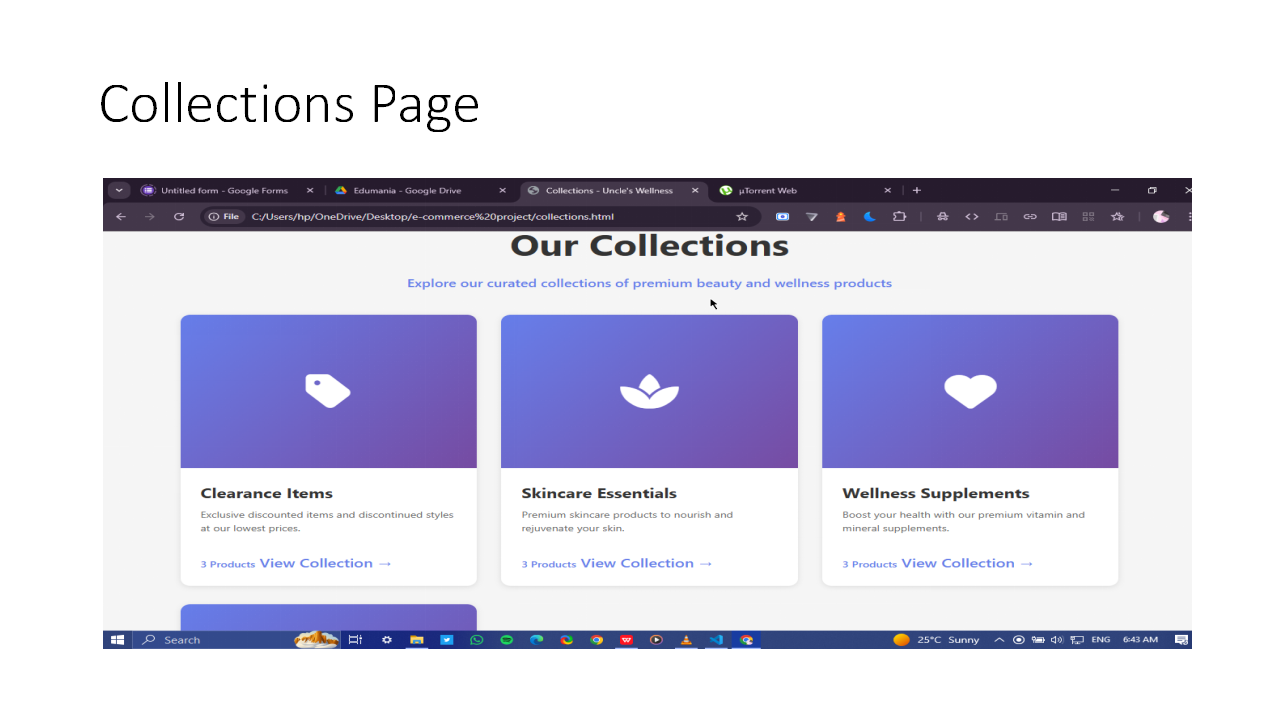 Collections Page
Untitled form - Google Forms
Edumania - Google Drive
Collections - Uncle's Wellness
µTorrent Web
File
C:/Users/hp/OneDrive/Desktop/e-commerce%20project/collections.html
Our Collections
Explore our curated collections of premium beauty and wellness products
Clearance Items
Exclusive discounted items and discontinued styles
at our lowest prices.
3 Products View Collection →
Skincare Essentials
Premium skincare products to nourish and
rejuvenate your skin.
3 Products View Collection →
Wellness Supplements
Boost your health with our premium vitamin and
mineral supplements.
3 Products View Collection →
Search
25°C Sunny
ENG
6:43 AM